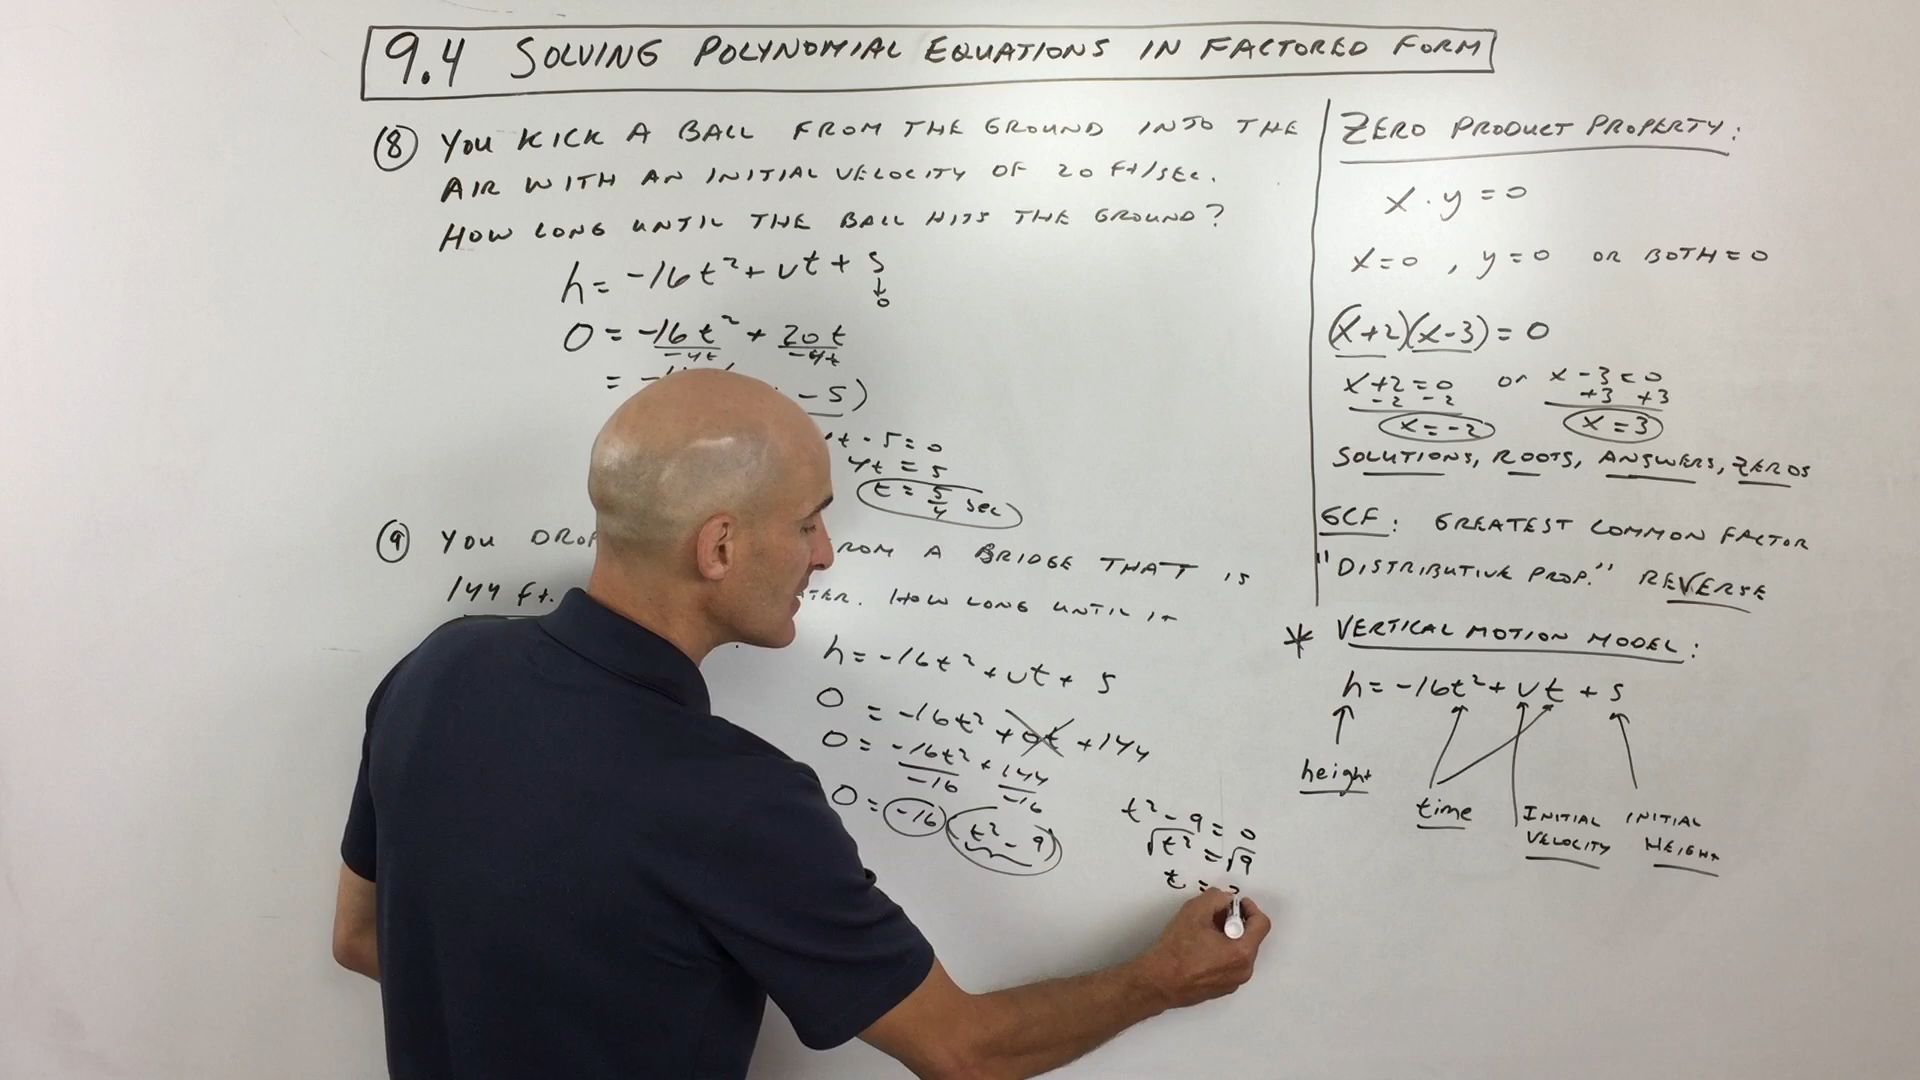 9.4 SOLVING POLYNOMIAL EQUATIONS IN FACTORED FORM
(8) YOU KICK A BALL FROM THE GROUND INTO THE
AIR WITH AN INITIAL VELOCITY OF 20 ft/sec.
HOW LONG UNTIL THE BALL HITS THE GROUND?
h = -16t² + vt + s
0
0 = -16t² + 20t
-4t -4t
= - - 5)
t - 5 = 0
4t = 5
t = 5/4 sec
(9) YOU DROP FROM A BRIDGE THAT IS
144 ft. HOW LONG UNTIL IT
h = -16t² + vt + s
0 = -16t² + 0t + 144
0 = -16t² + 144
-16 -16
0 = -16 (t² - 9)
t² - 9 = 0
√t² = √9
t =
ZERO PRODUCT PROPERTY:
x · y = 0
x = 0 , y = 0 OR BOTH = 0
(x+2)(x-3) = 0
x+2 = 0 or x - 3 = 0
-2 -2 +3 +3
x = -2 x = 3
SOLUTIONS, ROOTS, ANSWERS, ZEROS
GCF: GREATEST COMMON FACTOR
"DISTRIBUTIVE PROP." REVERSE
* VERTICAL MOTION MODEL:
h = -16t² + vt + s
height
time INITIAL VELOCITY INITIAL HEIGHT